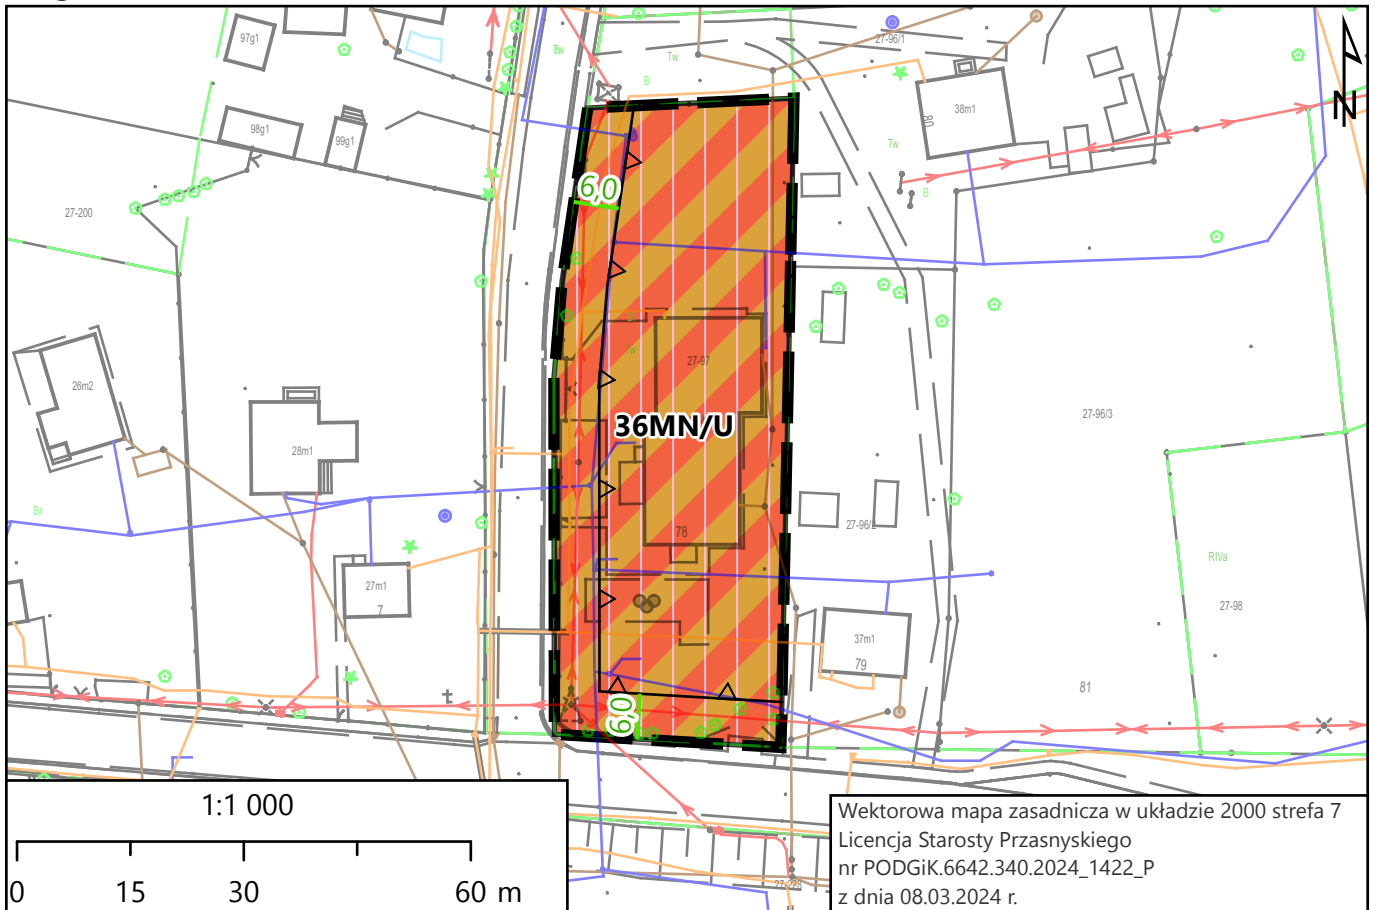 97g1
27-96/1
Tw
Tw
B
98g1
99g1
38m1
80
Tw
B
27-200
6,0
26m2
27-97
Tw
36MN/U
27-96/3
28m1
Br
78
27-96/2
RIVa
27m1
7
27-98
37m1
79
81
6,0
1:1 000
0 15 30 60 m
Wektorowa mapa zasadnicza w układzie 2000 strefa 7
Licencja Starosty Przasnyskiego
nr PODGiK.6642.340.2024_1422_P
z dnia 08.03.2024 r.
N